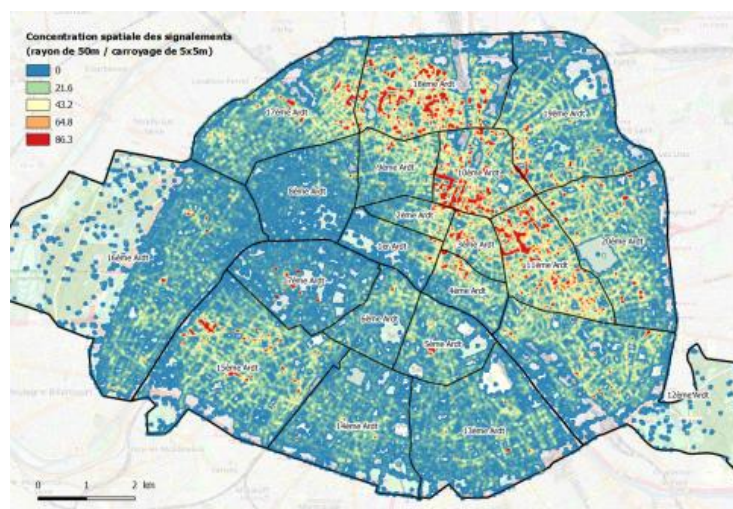 Concentration spatiale des signalements
(rayon de 50m / carroyage de 5x5m)
0
21.6
43.2
64.8
86.3
18ème Ardt
17ème Ardt
19ème Ardt
9ème Ardt
10ème Ardt
8ème Ardt
2ème Ardt
1er Ardt
3ème Ardt
20ème Ardt
16ème Ardt
11ème Ardt
7ème Ardt
4ème Ardt
6ème Ardt
5ème Ardt
15ème Ardt
12ème Ardt
14ème Ardt
13ème Ardt
0 1 2 km